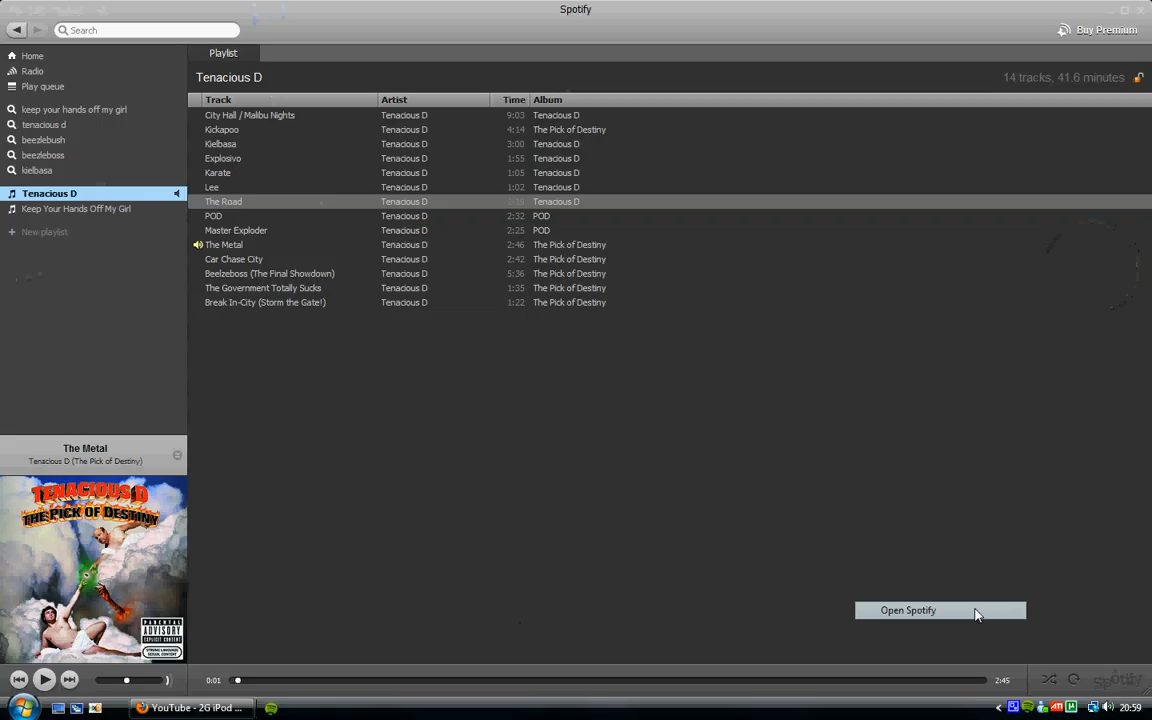 Spotify
Search
Buy Premium
Home
Radio
Play queue
keep your hands off my girl
tenacious d
beezlebush
beezleboss
kielbasa
Tenacious D
Keep Your Hands Off My Girl
New playlist
Playlist
Tenacious D
14 tracks, 41.6 minutes
Track Artist Time Album
City Hall / Malibu Nights Tenacious D 9:03 Tenacious D
Kickapoo Tenacious D 4:14 The Pick of Destiny
Kielbasa Tenacious D 3:00 Tenacious D
Explosivo Tenacious D 1:55 Tenacious D
Karate Tenacious D 1:05 Tenacious D
Lee Tenacious D 1:02 Tenacious D
The Road Tenacious D Tenacious D
POD Tenacious D 2:32 POD
Master Exploder Tenacious D 2:25 POD
The Metal Tenacious D 2:46 The Pick of Destiny
Car Chase City Tenacious D 2:42 The Pick of Destiny
Beelzeboss (The Final Showdown) Tenacious D 5:36 The Pick of Destiny
The Government Totally Sucks Tenacious D 1:35 The Pick of Destiny
Break In-City (Storm the Gate!) Tenacious D 1:22 The Pick of Destiny
The Metal
Tenacious D (The Pick of Destiny)
TENACIOUS D
THE PICK OF DESTINY
PARENTAL
ADVISORY
EXPLICIT CONTENT
STRONG LANGUAGE
SEXUAL CONTENT
Open Spotify
0:01
2:45
Spotify
YouTube - 2G iPod ...
ATI
20:59